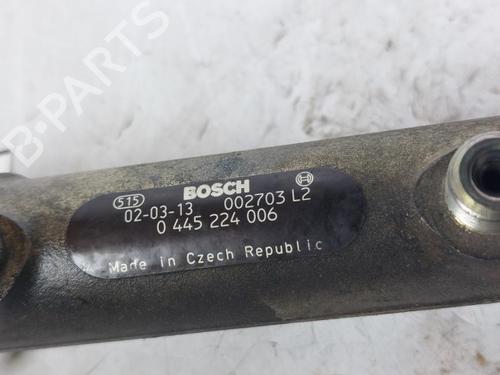 B-PARTS
515 BOSCH
02-03-13 002703 L2
0 445 224 006
Made in Czech Republic